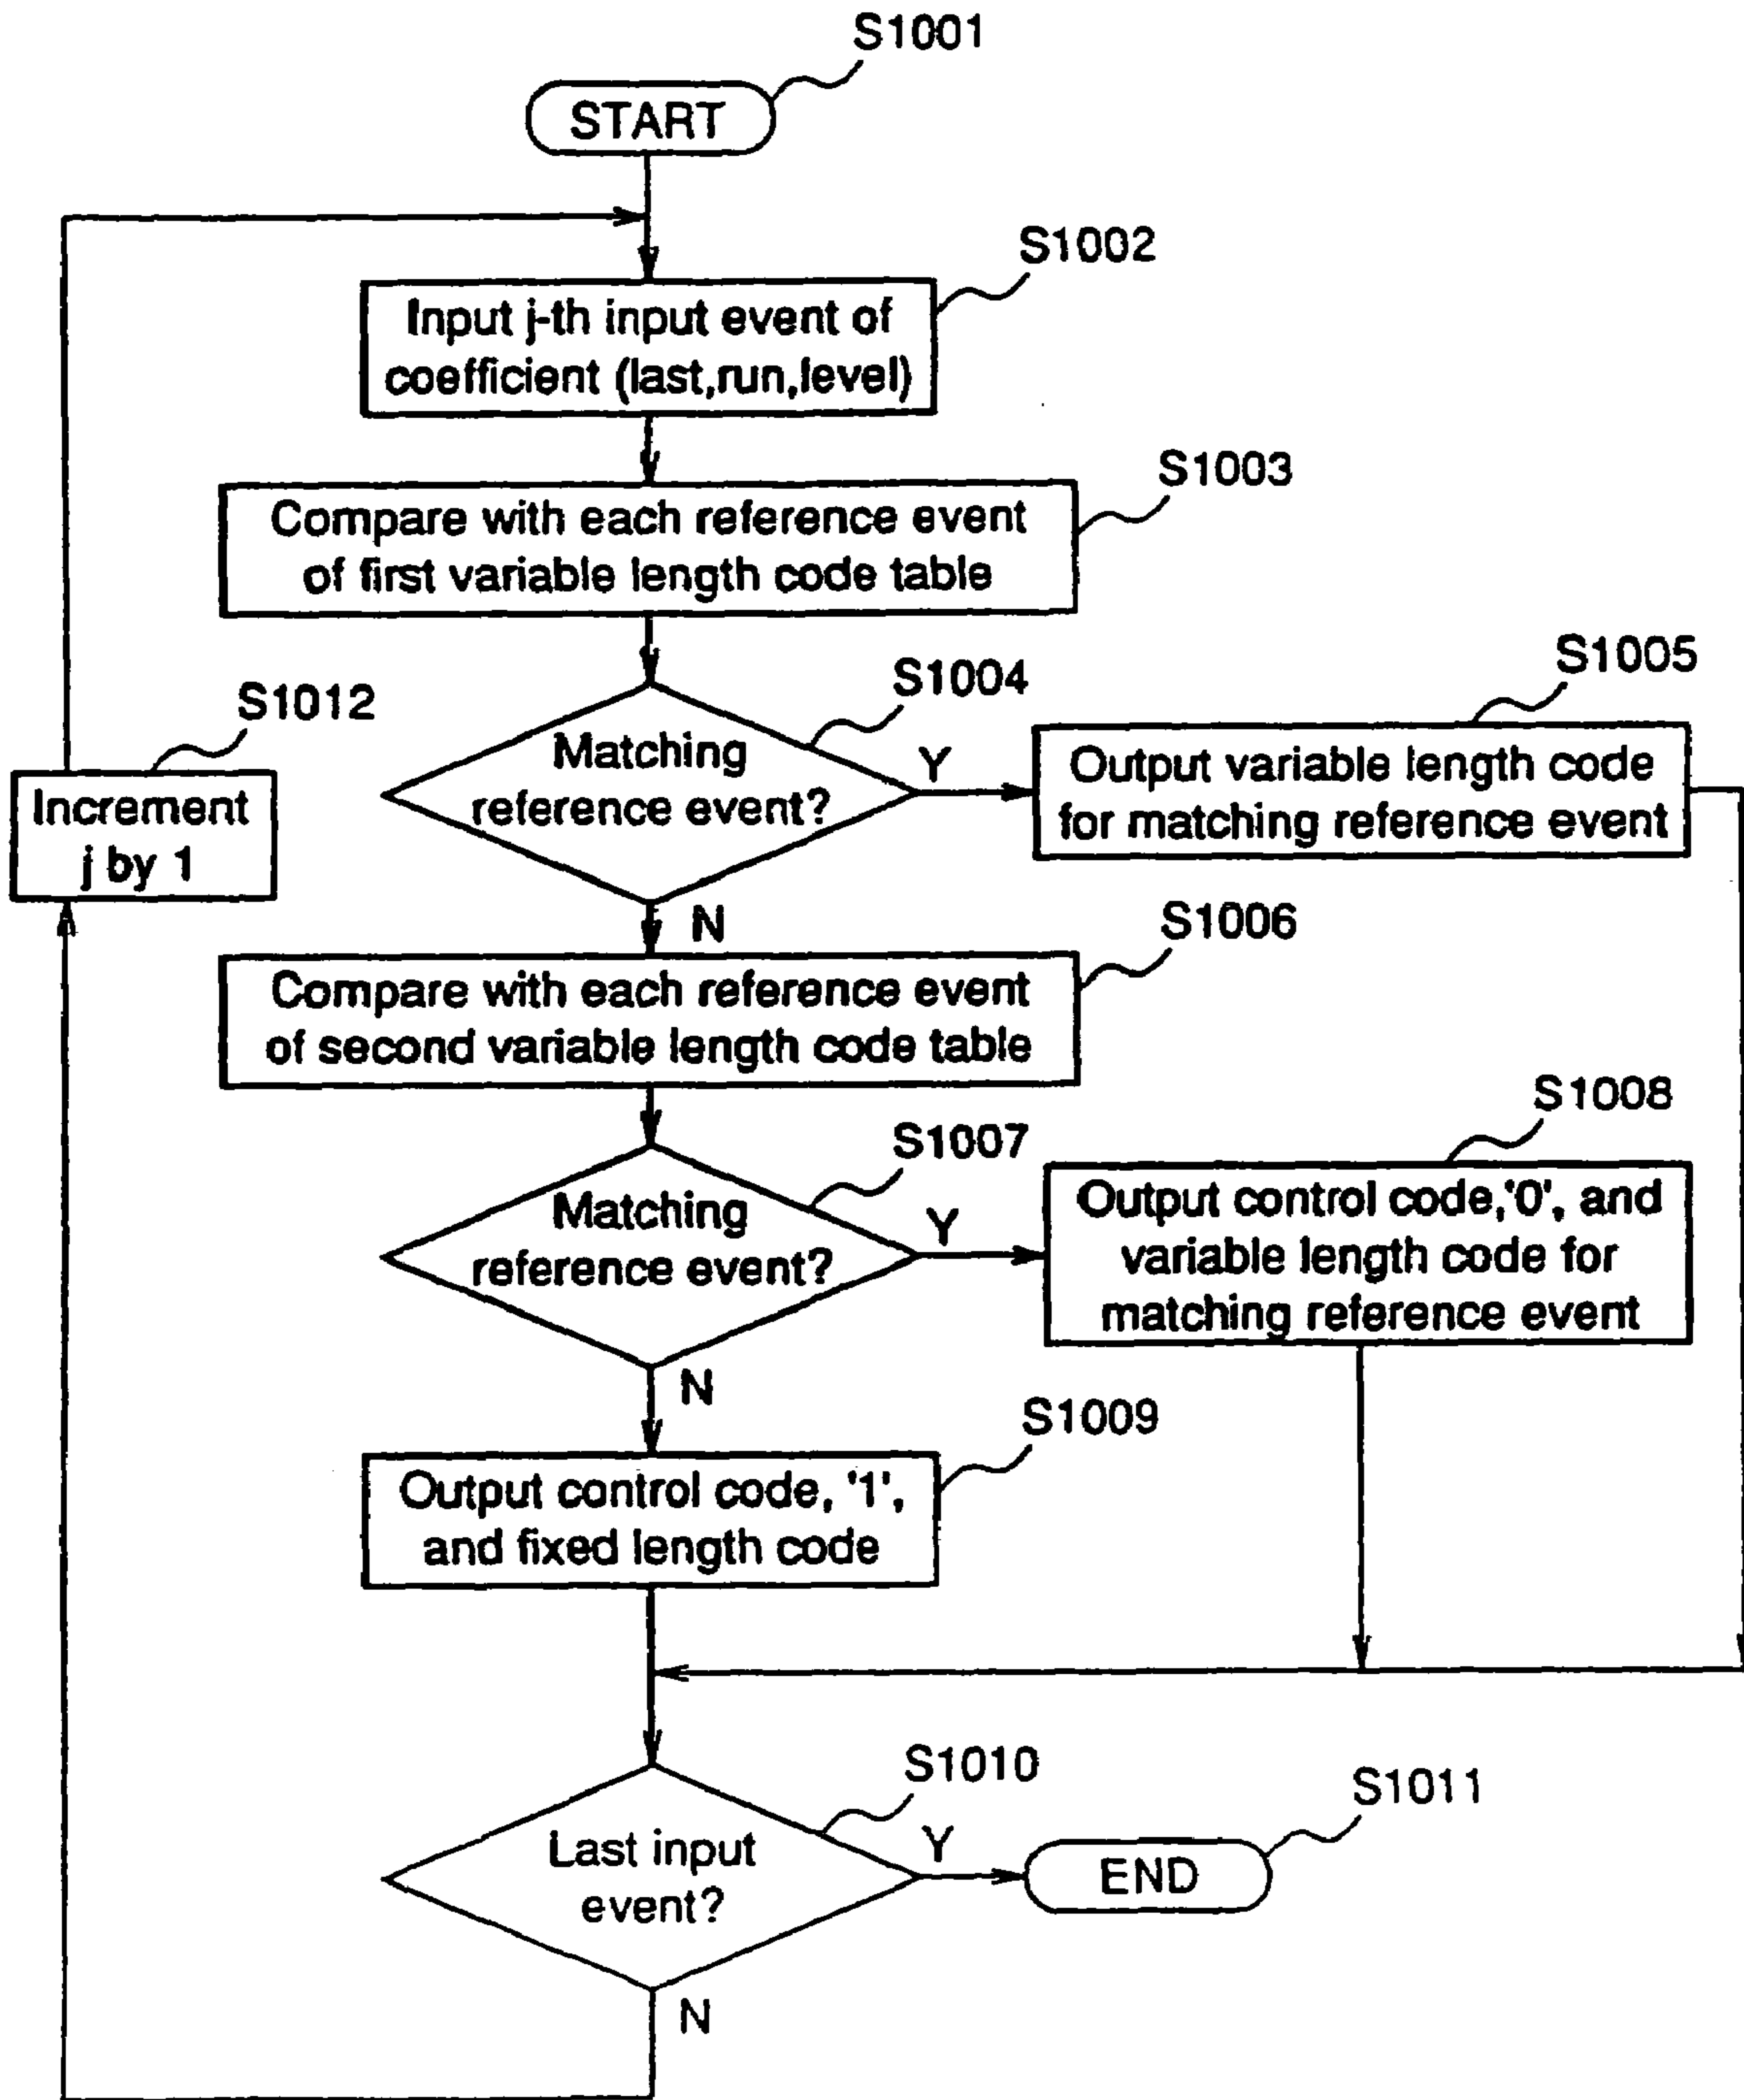 S1001
START
S1002
Input j-th input event of
coefficient (last,run,level)
S1003
Compare with each reference event
of first variable length code table
S1004
Matching
reference event?
Y
S1005
Output variable length code
for matching reference event
S1012
Increment
j by 1
N
S1006
Compare with each reference event
of second variable length code table
S1007
Matching
reference event?
Y
S1008
Output control code,'0', and
variable length code for
matching reference event
N
S1009
Output control code, '1',
and fixed length code
S1010
Last input
event?
Y
S1011
END
N